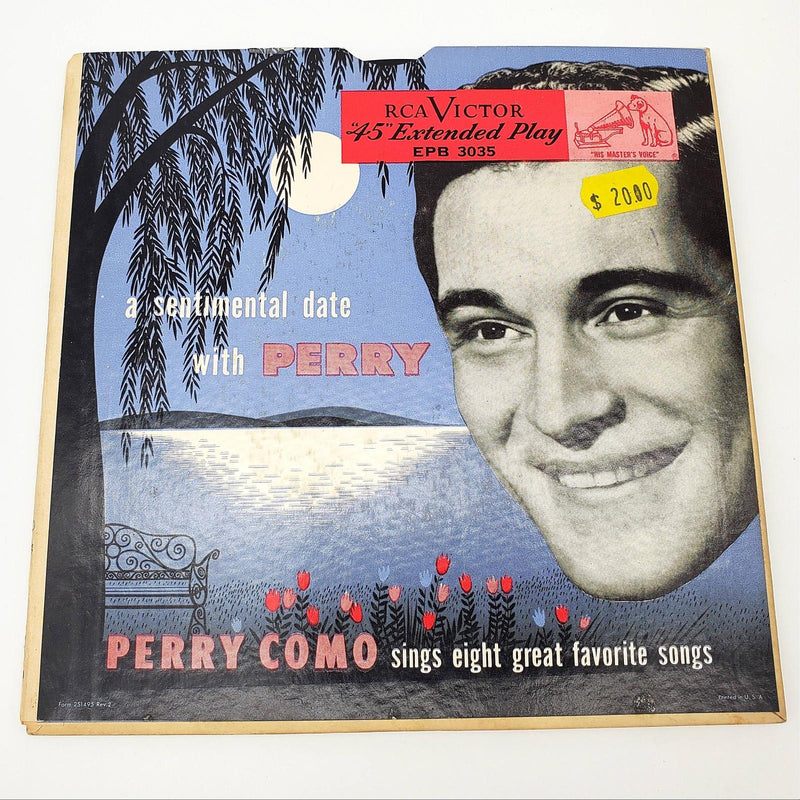 RCA VICTOR
"45" Extended Play
EPB 3035
"HIS MASTER'S VOICE"
$ 20.00
a sentimental date
with PERRY
PERRY COMO sings eight great favorite songs
Form 251495 Rev. 2
Printed in U. S. A.